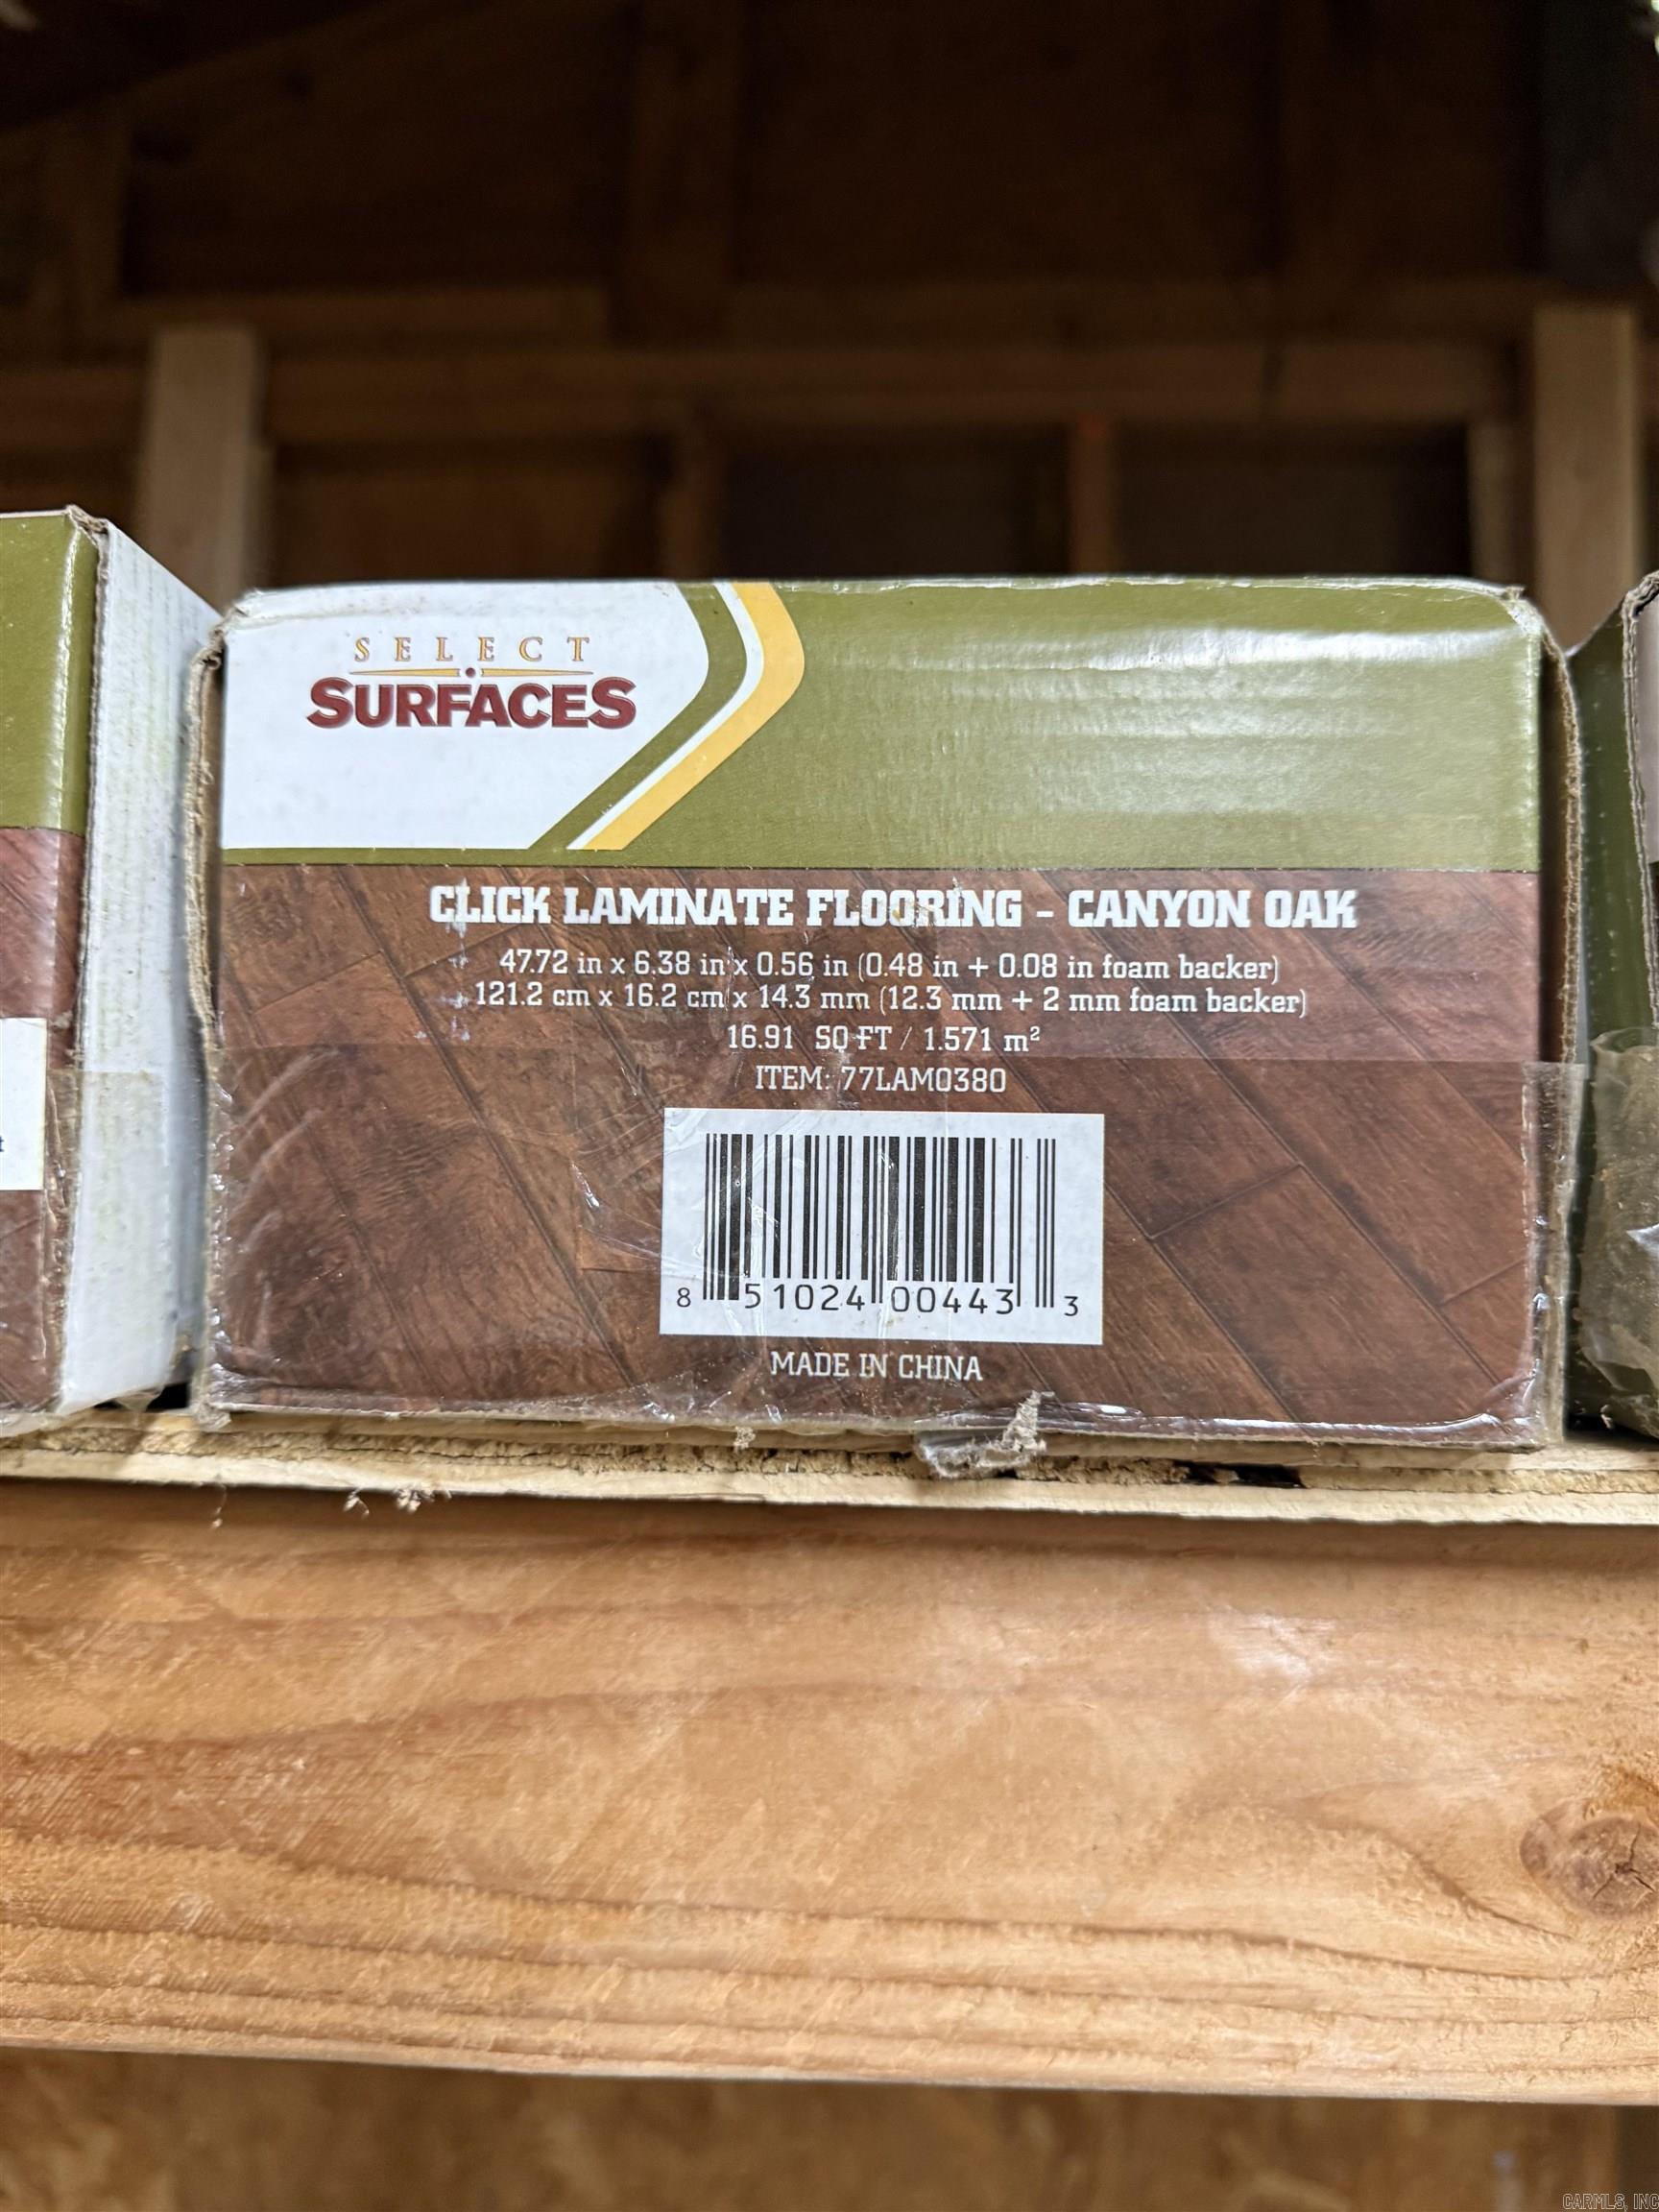 SELECT
SURFACES
CLICK LAMINATE FLOORING - CANYON OAK
47.72 in x 6.38 in x 0.56 in (0.48 in + 0.08 in foam backer)
121.2 cm x 16.2 cm x 14.3 mm (12.3 mm + 2 mm foam backer)
16.91 SQ FT / 1.571 m²
ITEM: 77LAM0380
8 51024 00443 3
MADE IN CHINA
t
CARMLS, INC